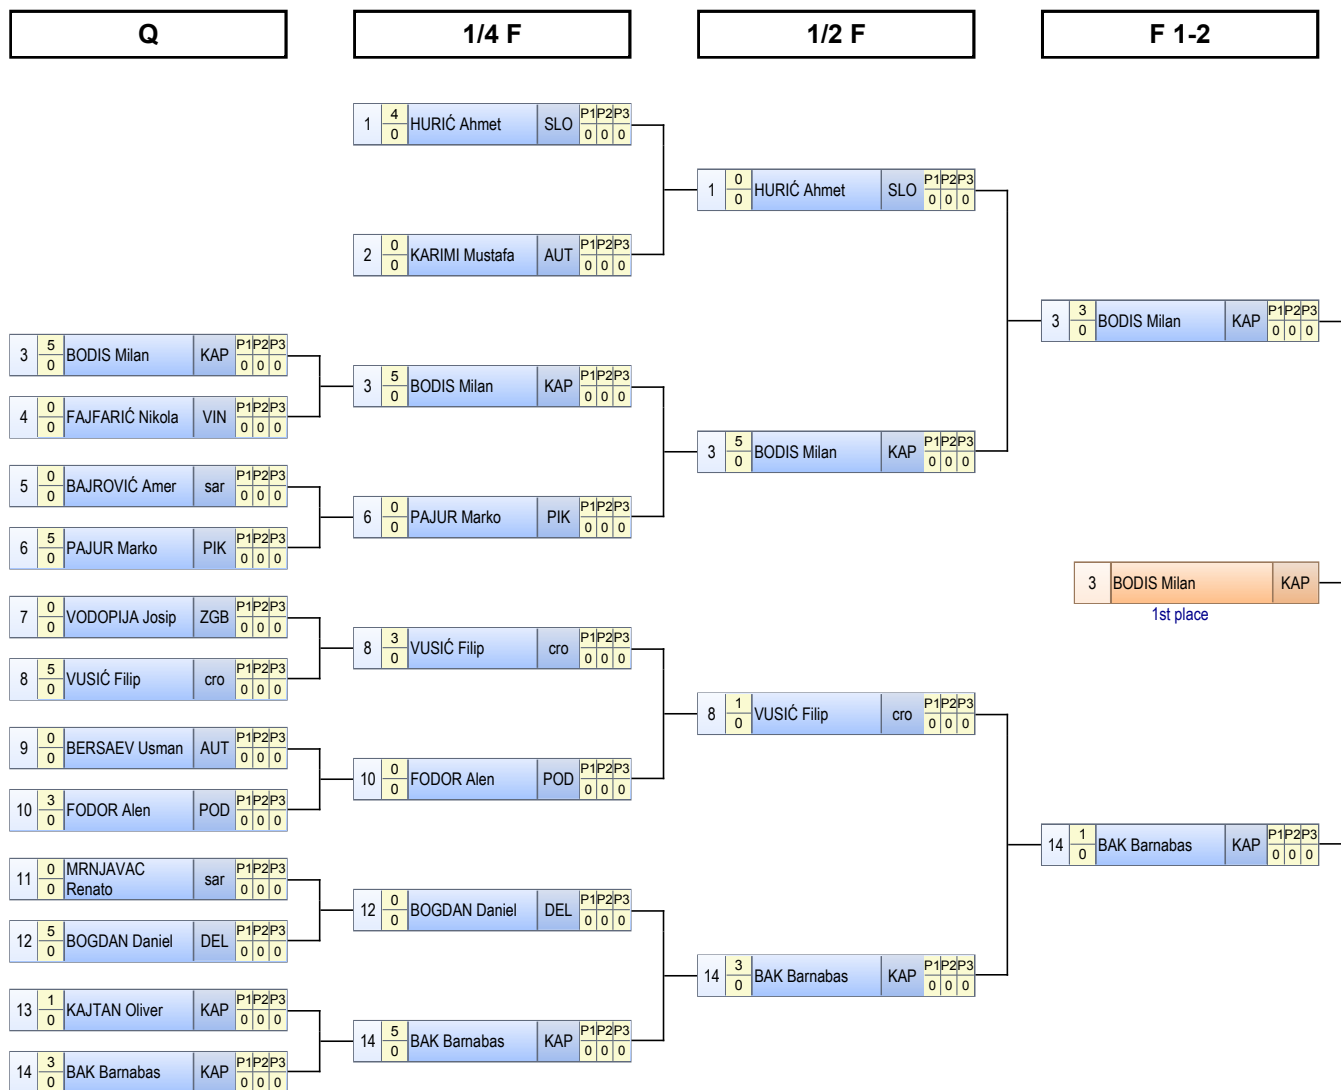 Q
1/4 F
1/2 F
F 1-2
1 4 0 HURIĆ Ahmet SLO P1 P2 P3 0 0 0
1 0 0 HURIĆ Ahmet SLO P1 P2 P3 0 0 0
2 0 0 KARIMI Mustafa AUT P1 P2 P3 0 0 0
3 3 0 BODIS Milan KAP P1 P2 P3 0 0 0
3 5 0 BODIS Milan KAP P1 P2 P3 0 0 0
3 5 0 BODIS Milan KAP P1 P2 P3 0 0 0
4 0 0 FAJFARIĆ Nikola VIN P1 P2 P3 0 0 0
3 5 0 BODIS Milan KAP P1 P2 P3 0 0 0
5 0 0 BAJROVIĆ Amer sar P1 P2 P3 0 0 0
6 0 0 PAJUR Marko PIK P1 P2 P3 0 0 0
6 5 0 PAJUR Marko PIK P1 P2 P3 0 0 0
3 BODIS Milan KAP
1st place
7 0 0 VODOPIJA Josip ZGB P1 P2 P3 0 0 0
8 3 0 VUSIĆ Filip cro P1 P2 P3 0 0 0
8 5 0 VUSIĆ Filip cro P1 P2 P3 0 0 0
8 1 0 VUSIĆ Filip cro P1 P2 P3 0 0 0
9 0 0 BERSAEV Usman AUT P1 P2 P3 0 0 0
10 0 0 FODOR Alen POD P1 P2 P3 0 0 0
10 3 0 FODOR Alen POD P1 P2 P3 0 0 0
14 1 0 BAK Barnabas KAP P1 P2 P3 0 0 0
11 0 0 MRNJAVAC
Renato sar P1 P2 P3 0 0 0
12 0 0 BOGDAN Daniel DEL P1 P2 P3 0 0 0
12 5 0 BOGDAN Daniel DEL P1 P2 P3 0 0 0
14 3 0 BAK Barnabas KAP P1 P2 P3 0 0 0
13 1 0 KAJTAN Oliver KAP P1 P2 P3 0 0 0
14 5 0 BAK Barnabas KAP P1 P2 P3 0 0 0
14 3 0 BAK Barnabas KAP P1 P2 P3 0 0 0